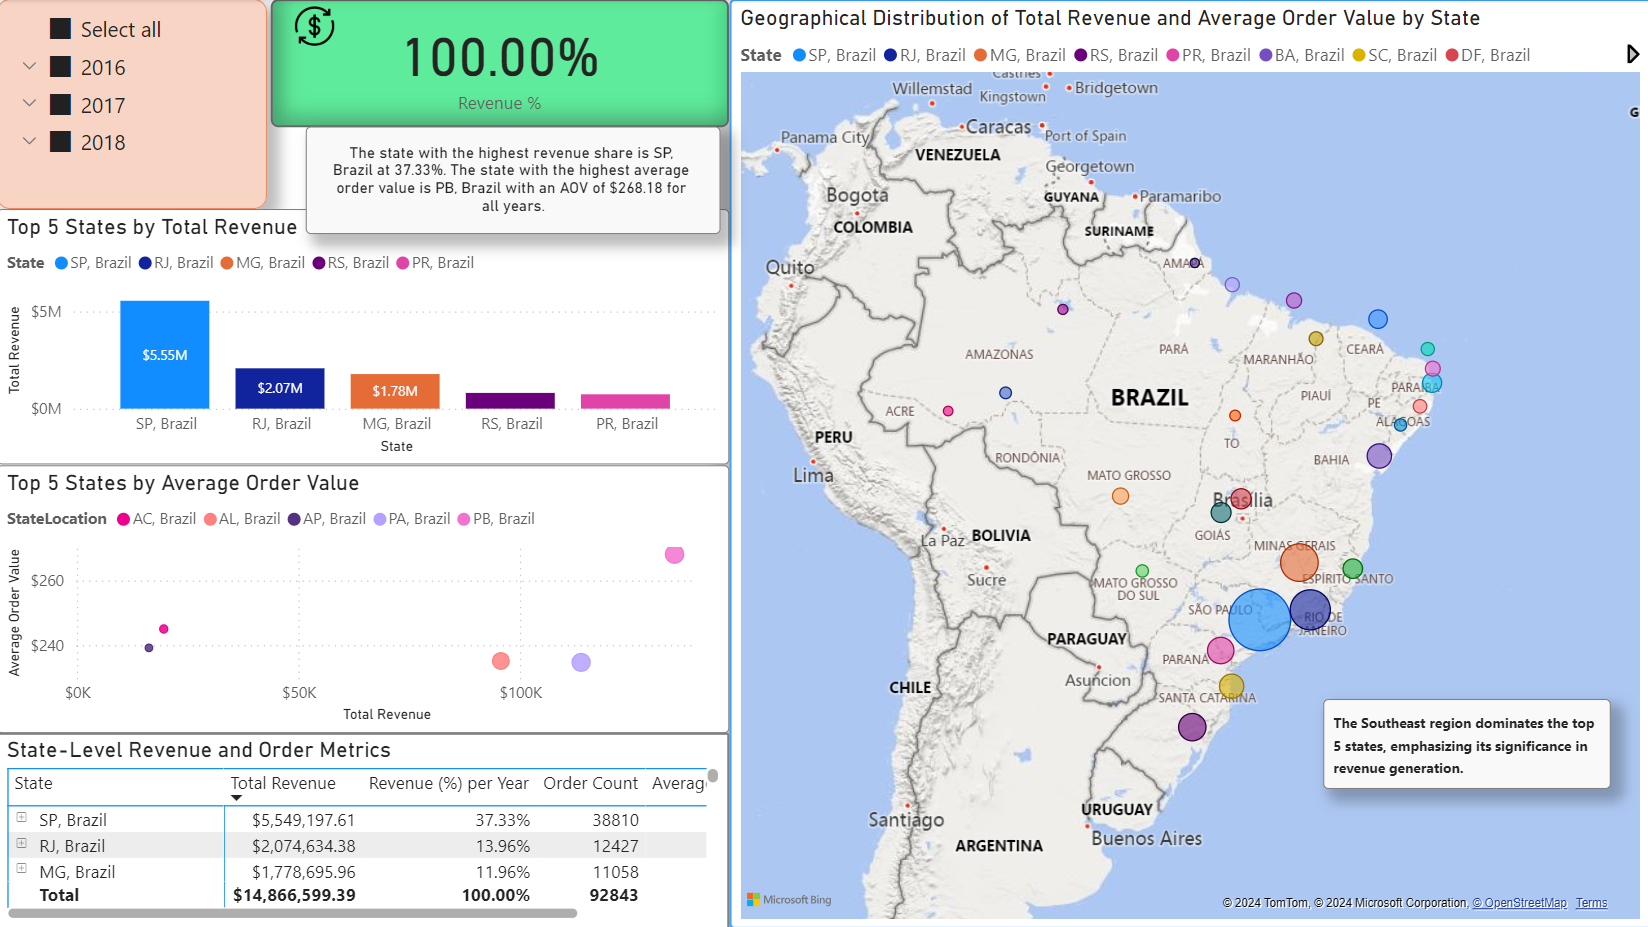 Select all
2016
2017
2018
100.00%
Revenue %
The state with the highest revenue share is SP,
Brazil at 37.33%. The state with the highest average
order value is PB, Brazil with an AOV of $268.18 for
all years.
Top 5 States by Total Revenue
State SP, Brazil RJ, Brazil MG, Brazil RS, Brazil PR, Brazil
Total Revenue
$5M
$0M
$5.55M
$2.07M
$1.78M
SP, Brazil RJ, Brazil MG, Brazil RS, Brazil PR, Brazil
State
Top 5 States by Average Order Value
StateLocation AC, Brazil AL, Brazil AP, Brazil PA, Brazil PB, Brazil
Average Order Value
$260
$240
$0K $50K $100K
Total Revenue
State-Level Revenue and Order Metrics
State Total Revenue Revenue (%) per Year Order Count Averag
SP, Brazil $5,549,197.61 37.33% 38810
RJ, Brazil $2,074,634.38 13.96% 12427
MG, Brazil $1,778,695.96 11.96% 11058
Total $14,866,599.39 100.00% 92843
Geographical Distribution of Total Revenue and Average Order Value by State
State SP, Brazil RJ, Brazil MG, Brazil RS, Brazil PR, Brazil BA, Brazil SC, Brazil DF, Brazil
Castries
Willemstad
Kingstown
Bridgetown
G
Panama City
Caracas
Port of Spain
VENEZUELA
Georgetown
Bogota
GUYANA
Paramaribo
COLOMBIA
SURINAME
Quito
AMAPÁ
AMAZONAS
PARÁ
MARANHÃO
CEARÁ
BRAZIL
PIAUÍ
PARAÍBA
PE
ACRE
ALAGOAS
PERU
TO
Lima
RONDÔNIA
BAHIA
MATO GROSSO
Brasília
La Paz
BOLIVIA
GOIÁS
MINAS GERAIS
Sucre
MATO GROSSO
DO SUL
ESPÍRITO SANTO
SÃO PAULO
RIO DE
JANEIRO
PARAGUAY
PARANÁ
Asuncion
CHILE
SANTA CATARINA
The Southeast region dominates the top
5 states, emphasizing its significance in
revenue generation.
URUGUAY
Santiago
Buenos Aires
ARGENTINA
Microsoft Bing
© 2024 TomTom, © 2024 Microsoft Corporation, © OpenStreetMap Terms